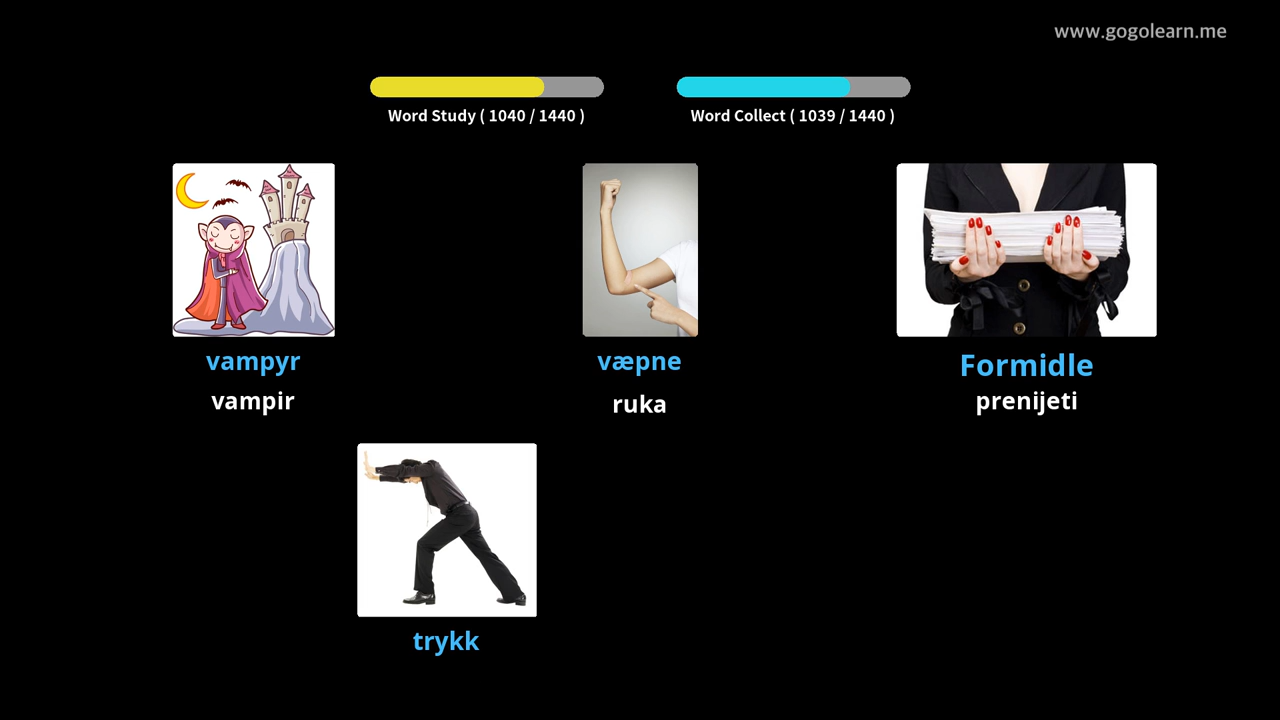 www.gogolearn.me
Word Study ( 1040 / 1440 )
Word Collect ( 1039 / 1440 )
vampyr
væpne
Formidle
vampir
ruka
prenijeti
trykk